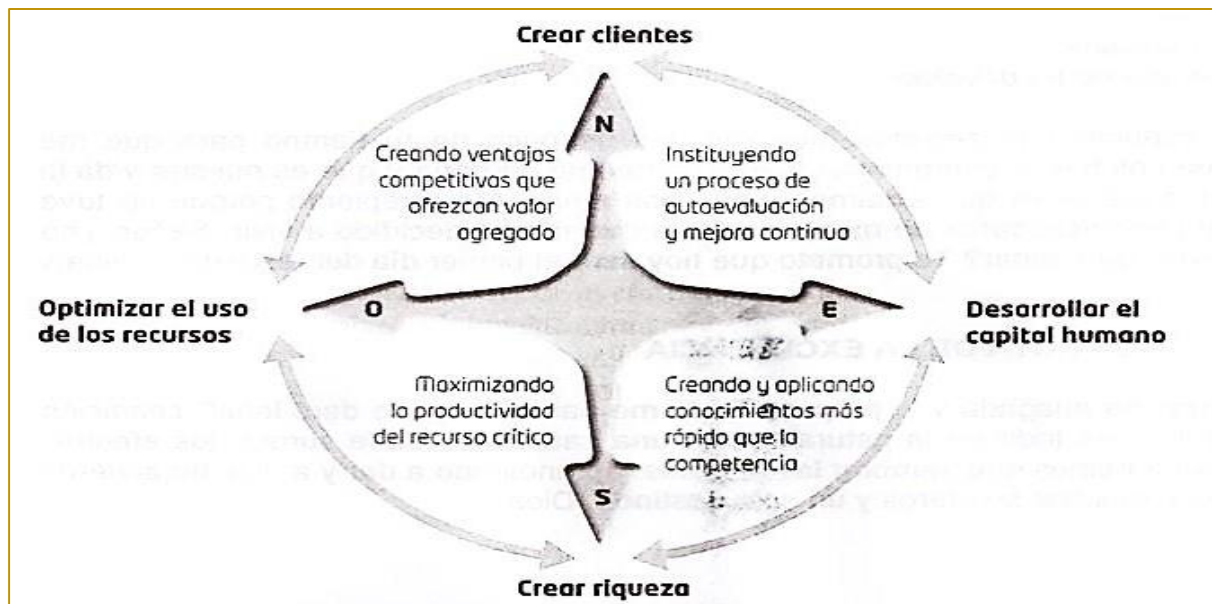 Crear clientes
N
Creando ventajas
competitivas que
ofrezcan valor
agregado
Instituyendo
un proceso de
autoevaluación
y mejora continua
Optimizar el uso
de los recursos
O
E
Desarrollar el
capital humano
Maximizando
la productividad
del recurso crítico
Creando y aplicando
conocimientos más
rápido que la
competencia
S
Crear riqueza